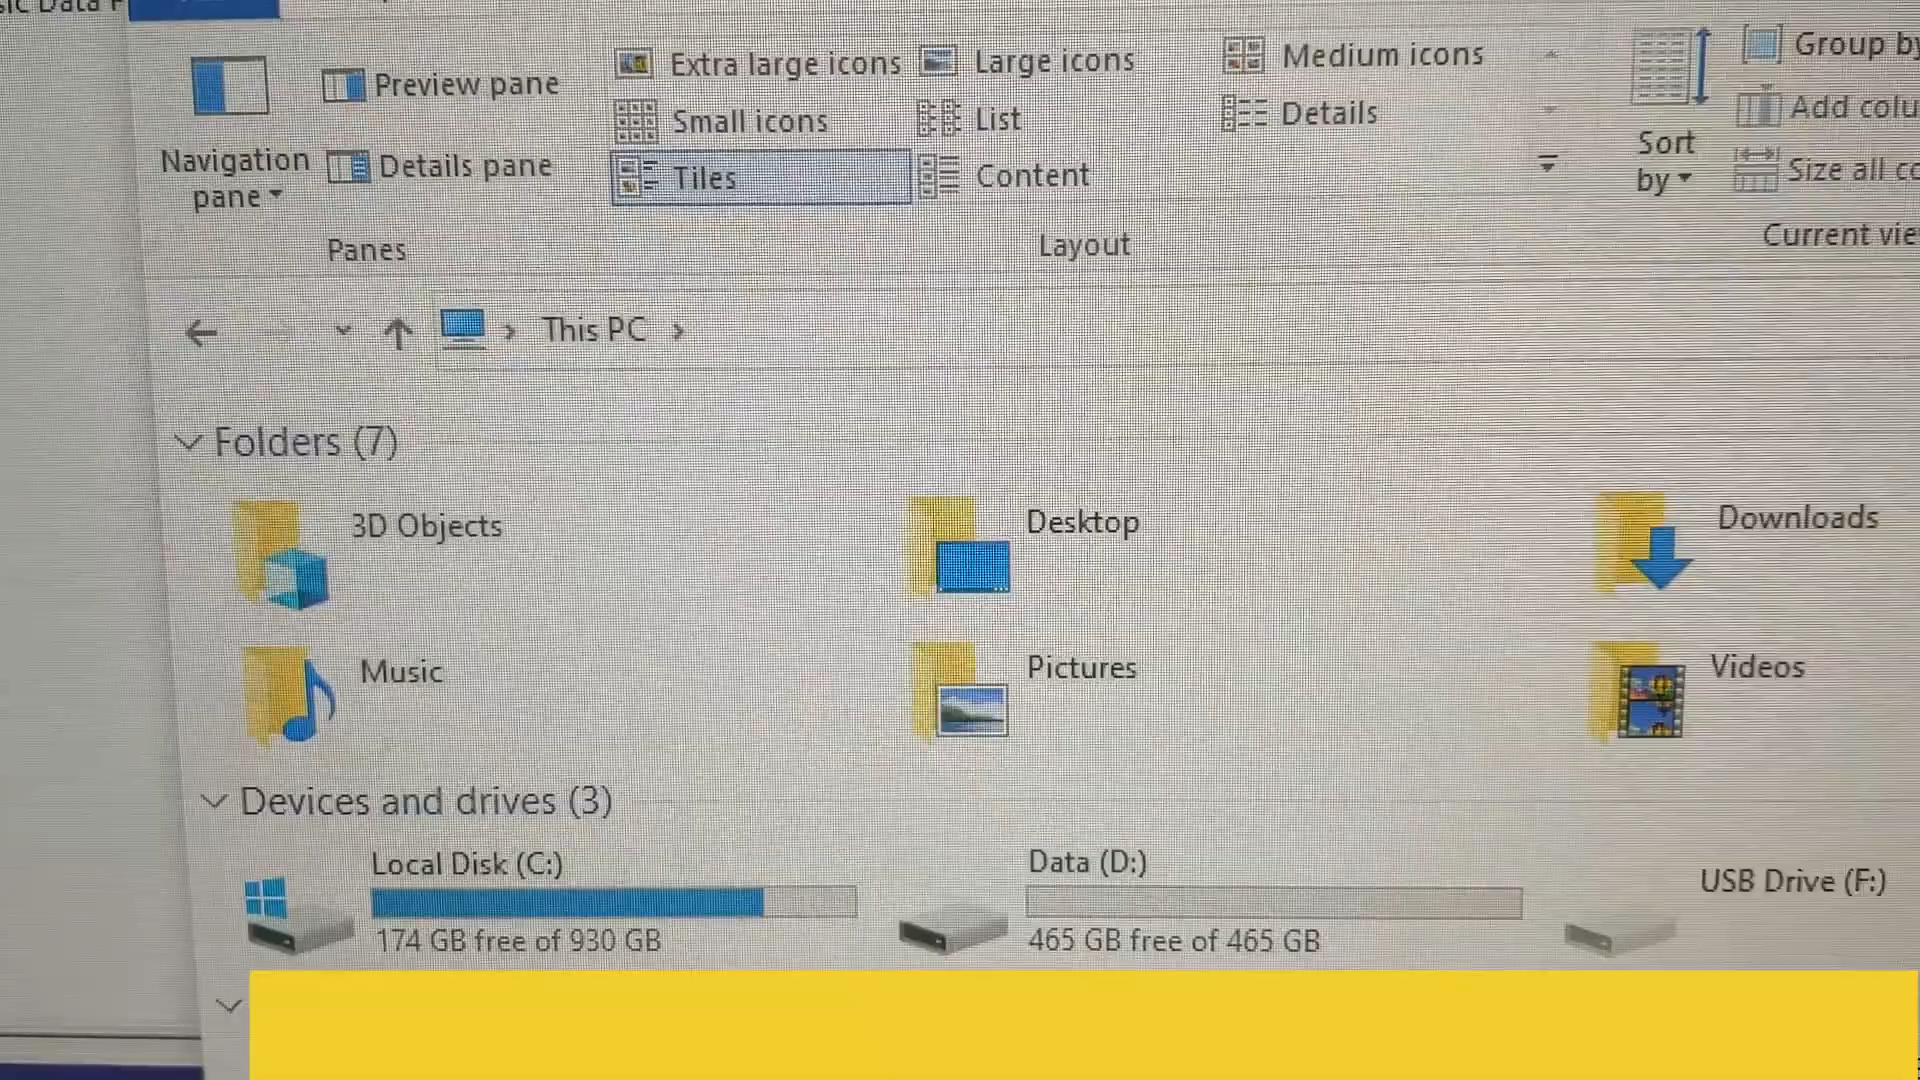 Preview pane
Extra large icons
Large icons
Medium icons
Group by
Small icons
List
Details
Add colu
Navigation pane
Details pane
Tiles
Content
Sort by
Size all co
Panes
Layout
Current vie
This PC
Folders (7)
3D Objects
Desktop
Downloads
Music
Pictures
Videos
Devices and drives (3)
Local Disk (C:)
Data (D:)
USB Drive (F:)
174 GB free of 930 GB
465 GB free of 465 GB